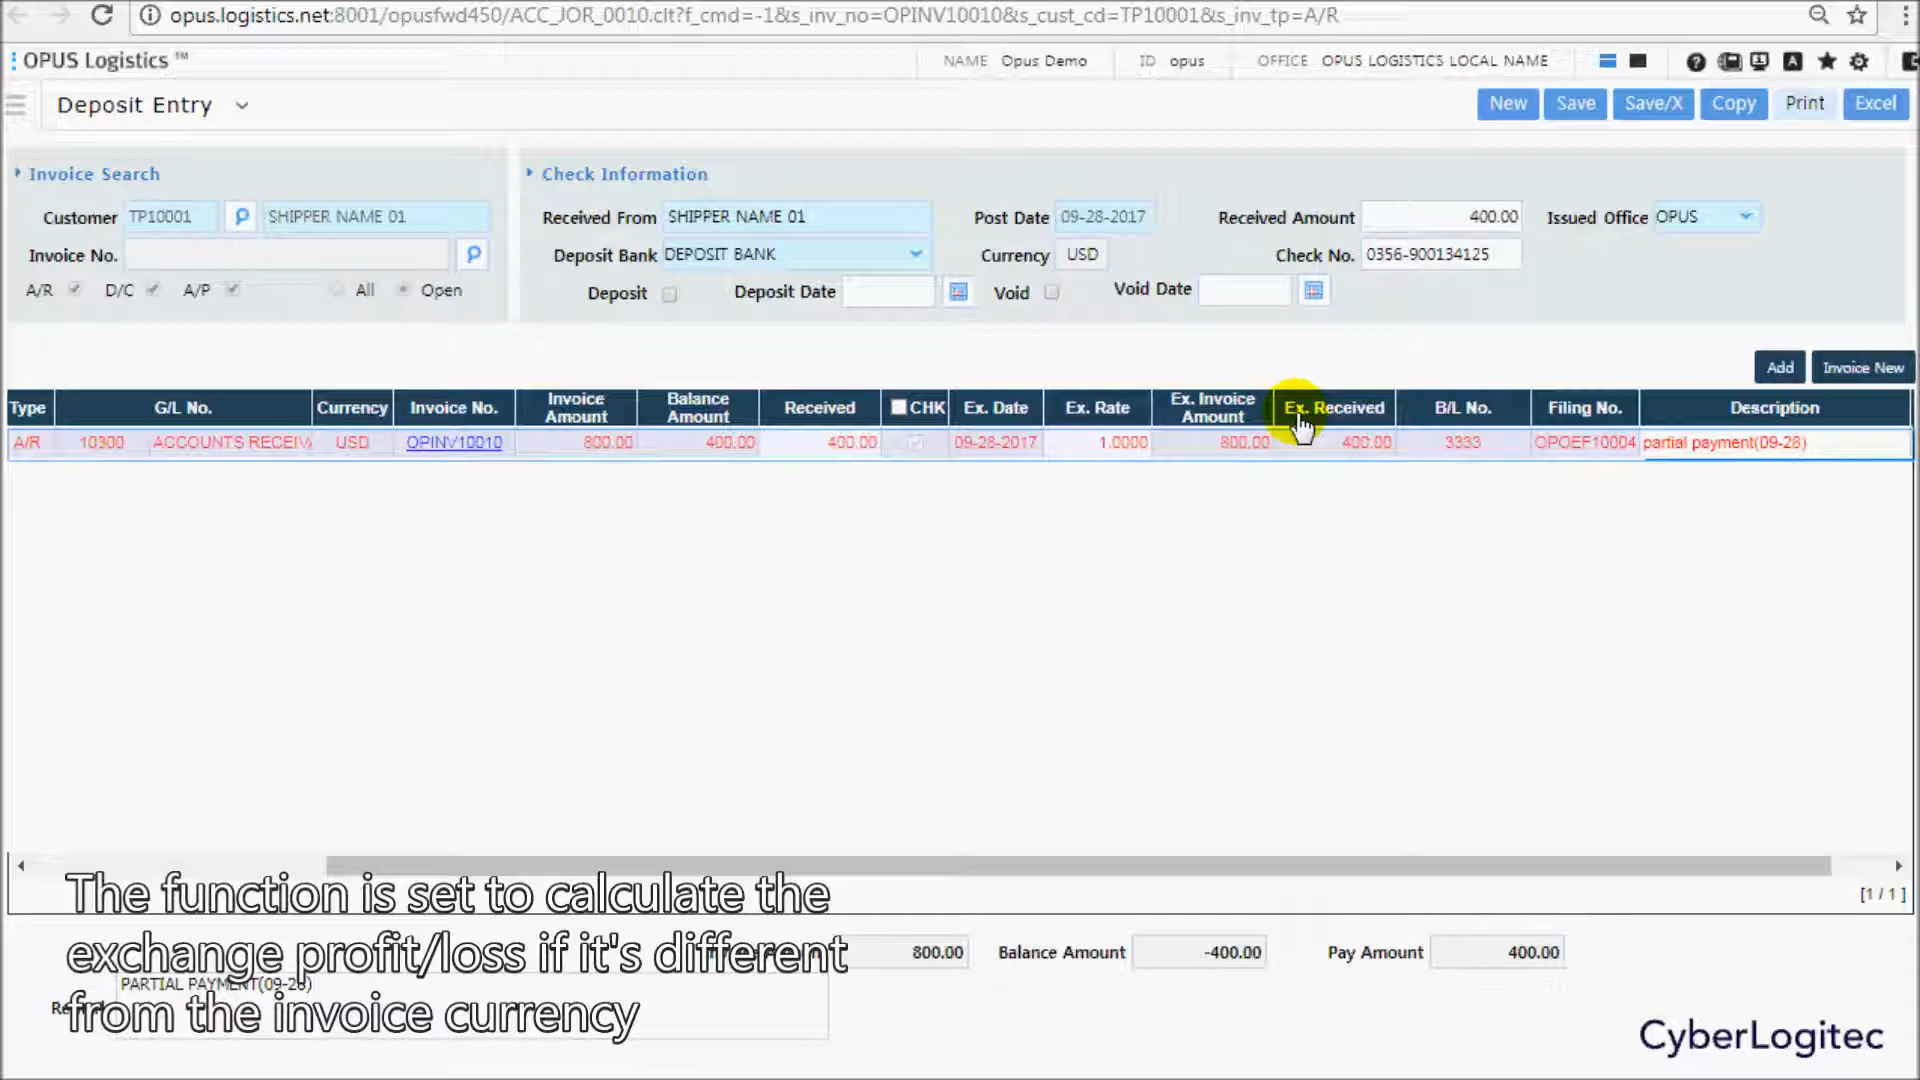 opus.logistics.net:8001/opusfwd450/ACC_JOR_0010.clt?f_cmd=-1&s_inv_no=OPINV10010&s_cust_cd=TP10001&s_inv_tp=A/R
OPUS Logistics ™ NAME Opus Demo ID opus OFFICE OPUS LOGISTICS LOCAL NAME
Deposit Entry New Save Save/X Copy Print Excel
Invoice Search Check Information
Customer TP10001 SHIPPER NAME 01 Received From SHIPPER NAME 01 Post Date 09-28-2017 Received Amount 400.00 Issued Office OPUS
Invoice No. Deposit Bank DEPOSIT BANK Currency USD Check No. 0356-900134125
A/R D/C A/P All Open Deposit Deposit Date Void Void Date
Add Invoice New
Type G/L No. Currency Invoice No. Invoice Amount Balance Amount Received CHK Ex. Date Ex. Rate Ex. Invoice Amount Ex. Received B/L No. Filing No. Description
A/R 10300 ACCOUNTS RECEIV USD OPINV10010 800.00 400.00 400.00 09-28-2017 1.0000 800.00 400.00 3333 OPOEF10004 partial payment(09-28)
[1 / 1]
The function is set to calculate the
exchange profit/loss if it's different
from the invoice currency
800.00 Balance Amount -400.00 Pay Amount 400.00
PARTIAL PAYMENT(09-28)
CyberLogitec